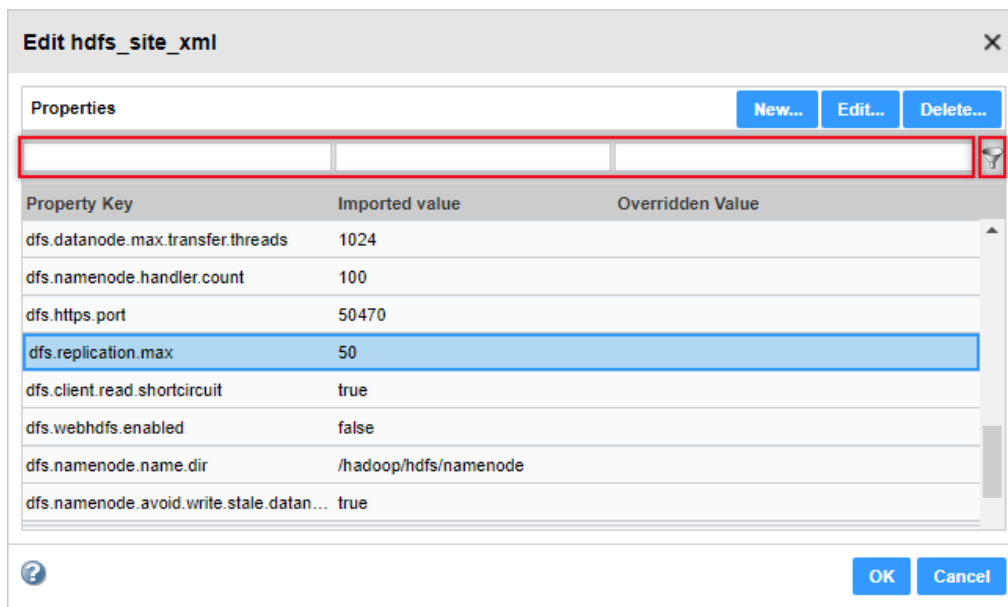 Edit hdfs_site_xml
Properties New... Edit... Delete...
Property Key Imported value Overridden Value
dfs.datanode.max.transfer.threads 1024
dfs.namenode.handler.count 100
dfs.https.port 50470
dfs.replication.max 50
dfs.client.read.shortcircuit true
dfs.webhdfs.enabled false
dfs.namenode.name.dir /hadoop/hdfs/namenode
dfs.namenode.avoid.write.stale.datan... true
OK Cancel